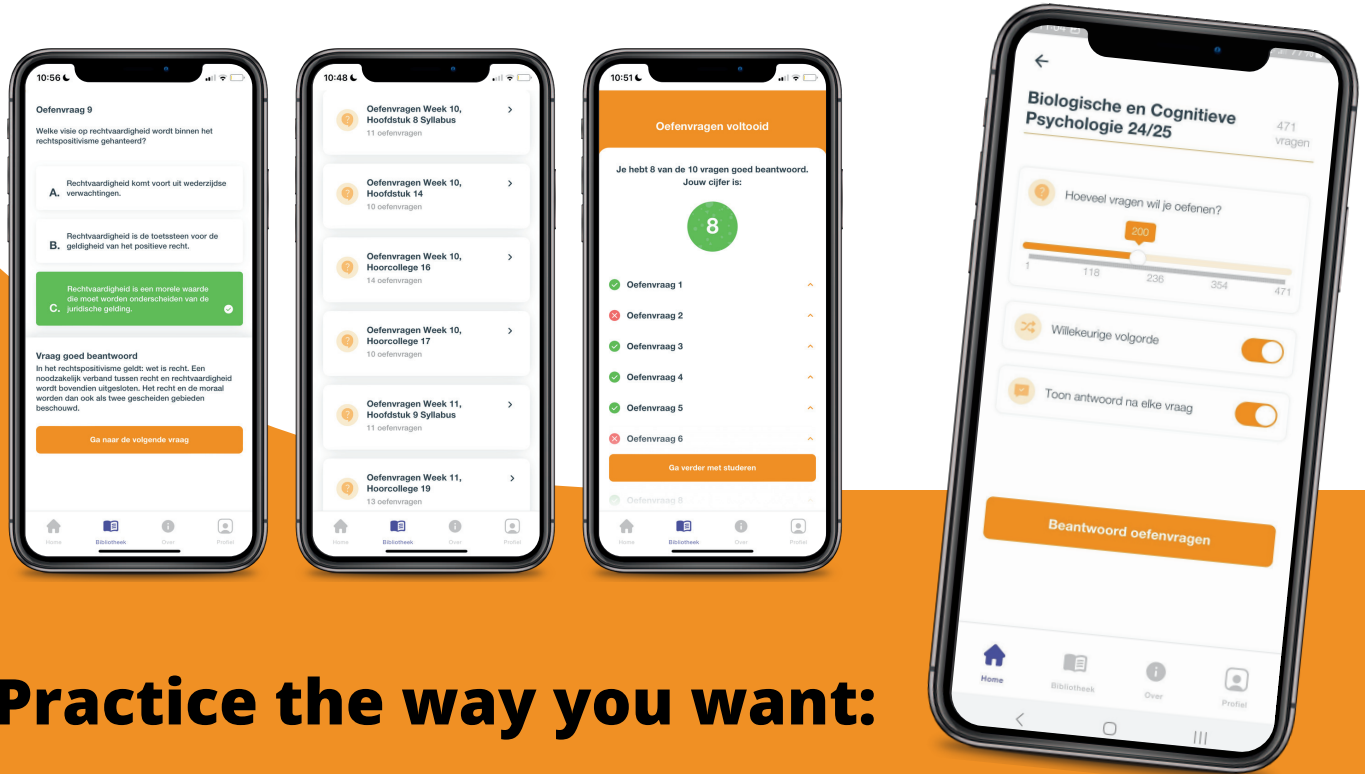 10:56
Oefenvraag 9
Welke visie op rechtvaardigheid wordt binnen het
rechtspositivisme gehanteerd?
Rechtvaardigheid komt voort uit wederzijdse
A. verwachtingen.
Rechtvaardigheid is de toetssteen voor de
B. geldigheid van het positieve recht.
Rechtvaardigheid is een morele waarde
die moet worden onderscheiden van de
C. juridische gelding.
Vraag goed beantwoord
In het rechtspositivisme geldt: wet is recht. Een
noodzakelijk verband tussen recht en rechtvaardigheid
wordt bovendien uitgesloten. Het recht en de moraal
worden dan ook als twee gescheiden gebieden
beschouwd.
Ga naar de volgende vraag
Home Bibliotheek Over Profiel
10:48
Oefenvragen Week 10,
Hoofdstuk 8 Syllabus
11 oefenvragen
Oefenvragen Week 10,
Hoofdstuk 14
10 oefenvragen
Oefenvragen Week 10,
Hoorcollege 16
14 oefenvragen
Oefenvragen Week 10,
Hoorcollege 17
10 oefenvragen
Oefenvragen Week 11,
Hoofdstuk 9 Syllabus
11 oefenvragen
Oefenvragen Week 11,
Hoorcollege 19
13 oefenvragen
Home Bibliotheek Over Profiel
10:51
Oefenvragen voltooid
Je hebt 8 van de 10 vragen goed beantwoord.
Jouw cijfer is:
8
Oefenvraag 1
Oefenvraag 2
Oefenvraag 3
Oefenvraag 4
Oefenvraag 5
Oefenvraag 6
Ga verder met studeren
Oefenvraag 8
Home Bibliotheek Over Profiel
Biologische en Cognitieve
Psychologie 24/25
471
vragen
Hoeveel vragen wil je oefenen?
200
1 118 236 354 471
Willekeurige volgorde
Toon antwoord na elke vraag
Beantwoord oefenvragen
Home Bibliotheek Over Profiel
Practice the way you want: